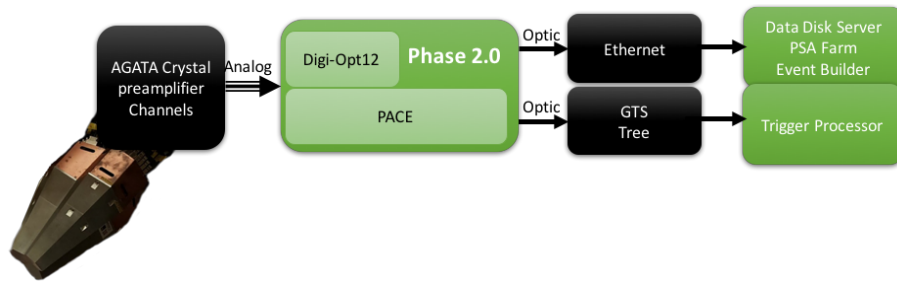 AGATA Crystal
preamplifier
Channels
Analog
Digi-Opt12
Phase 2.0
PACE
Optic
Ethernet
Data Disk Server
PSA Farm
Event Builder
Optic
GTS
Tree
Trigger Processor